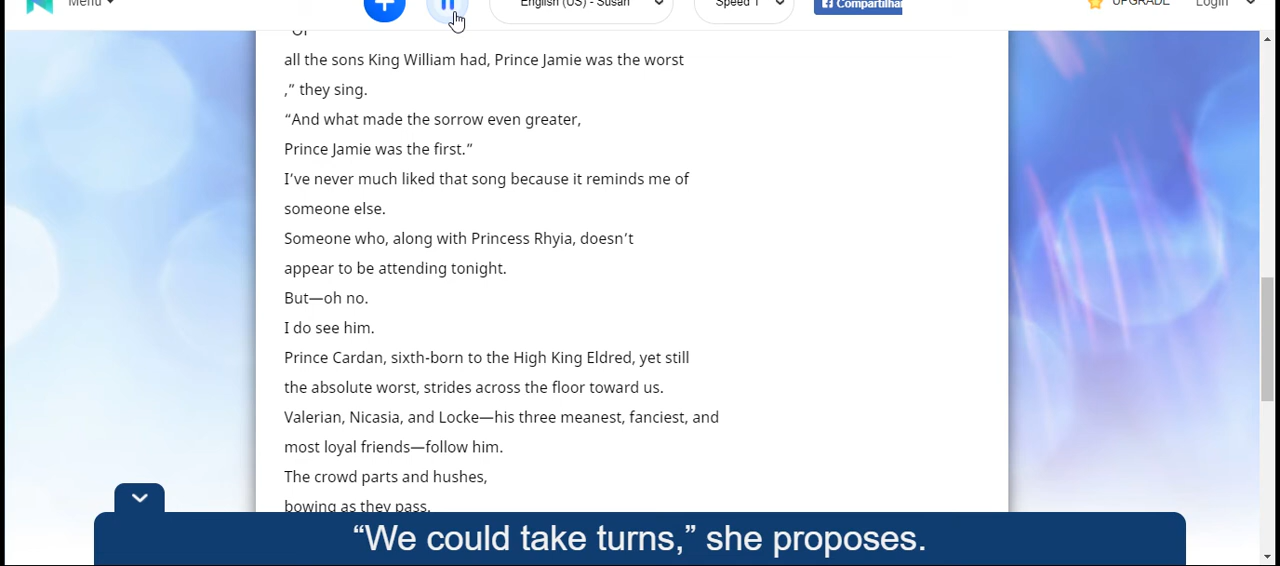 Menu
English (US) - Susan
Speed 1
Compartilhar
UPGRADE
Login
"Of
all the sons King William had, Prince Jamie was the worst
,” they sing.
“And what made the sorrow even greater,
Prince Jamie was the first.”
I’ve never much liked that song because it reminds me of
someone else.
Someone who, along with Princess Rhyia, doesn’t
appear to be attending tonight.
But—oh no.
I do see him.
Prince Cardan, sixth-born to the High King Eldred, yet still
the absolute worst, strides across the floor toward us.
Valerian, Nicasia, and Locke—his three meanest, fanciest, and
most loyal friends—follow him.
The crowd parts and hushes,
bowing as they pass.
“We could take turns,” she proposes.